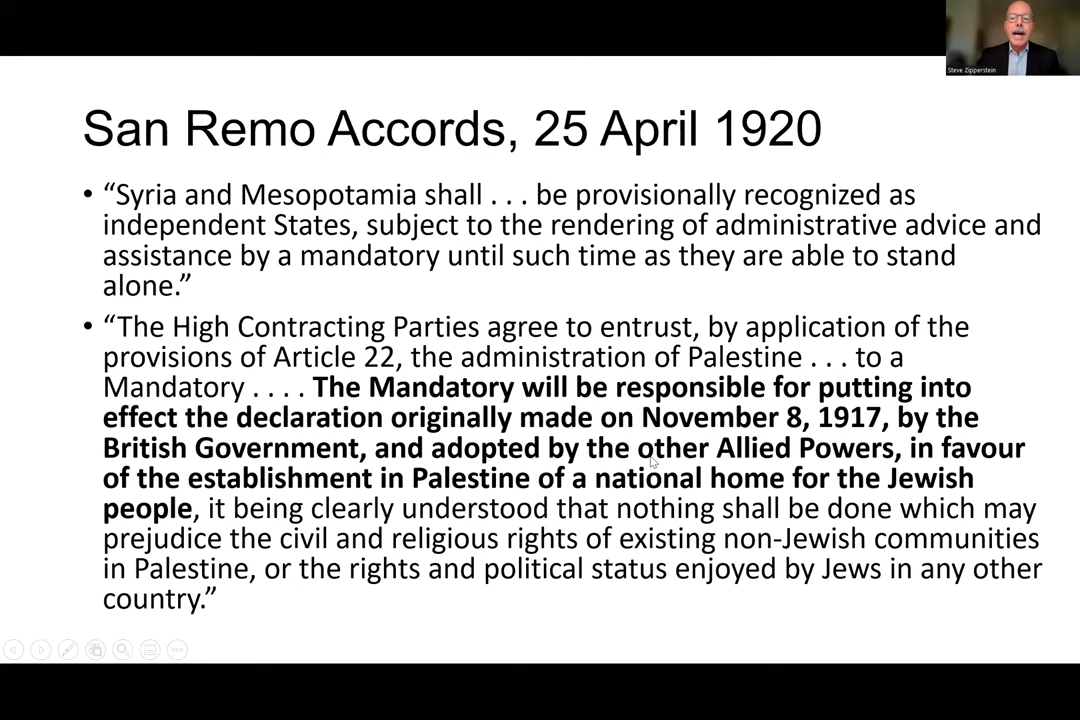 Steve Zipperstein
San Remo Accords, 25 April 1920
• “Syria and Mesopotamia shall . . . be provisionally recognized as
independent States, subject to the rendering of administrative advice and
assistance by a mandatory until such time as they are able to stand
alone.”
• “The High Contracting Parties agree to entrust, by application of the
provisions of Article 22, the administration of Palestine . . . to a
Mandatory . . . . The Mandatory will be responsible for putting into
effect the declaration originally made on November 8, 1917, by the
British Government, and adopted by the other Allied Powers, in favour
of the establishment in Palestine of a national home for the Jewish
people, it being clearly understood that nothing shall be done which may
prejudice the civil and religious rights of existing non-Jewish communities
in Palestine, or the rights and political status enjoyed by Jews in any other
country.”